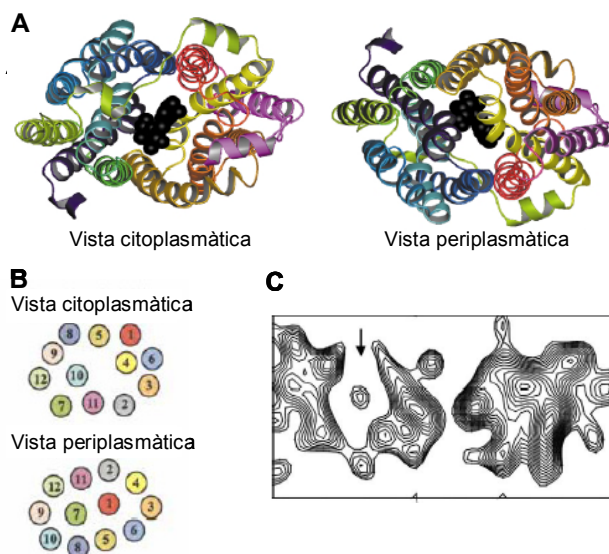 A
Vista citoplasmàtica
Vista periplasmàtica
B
Vista citoplasmàtica
8 5 1
9 4 6
12 10 3
7 11 2
Vista periplasmàtica
2
11 4
12
9 7 1 3
10 8 5 6
C